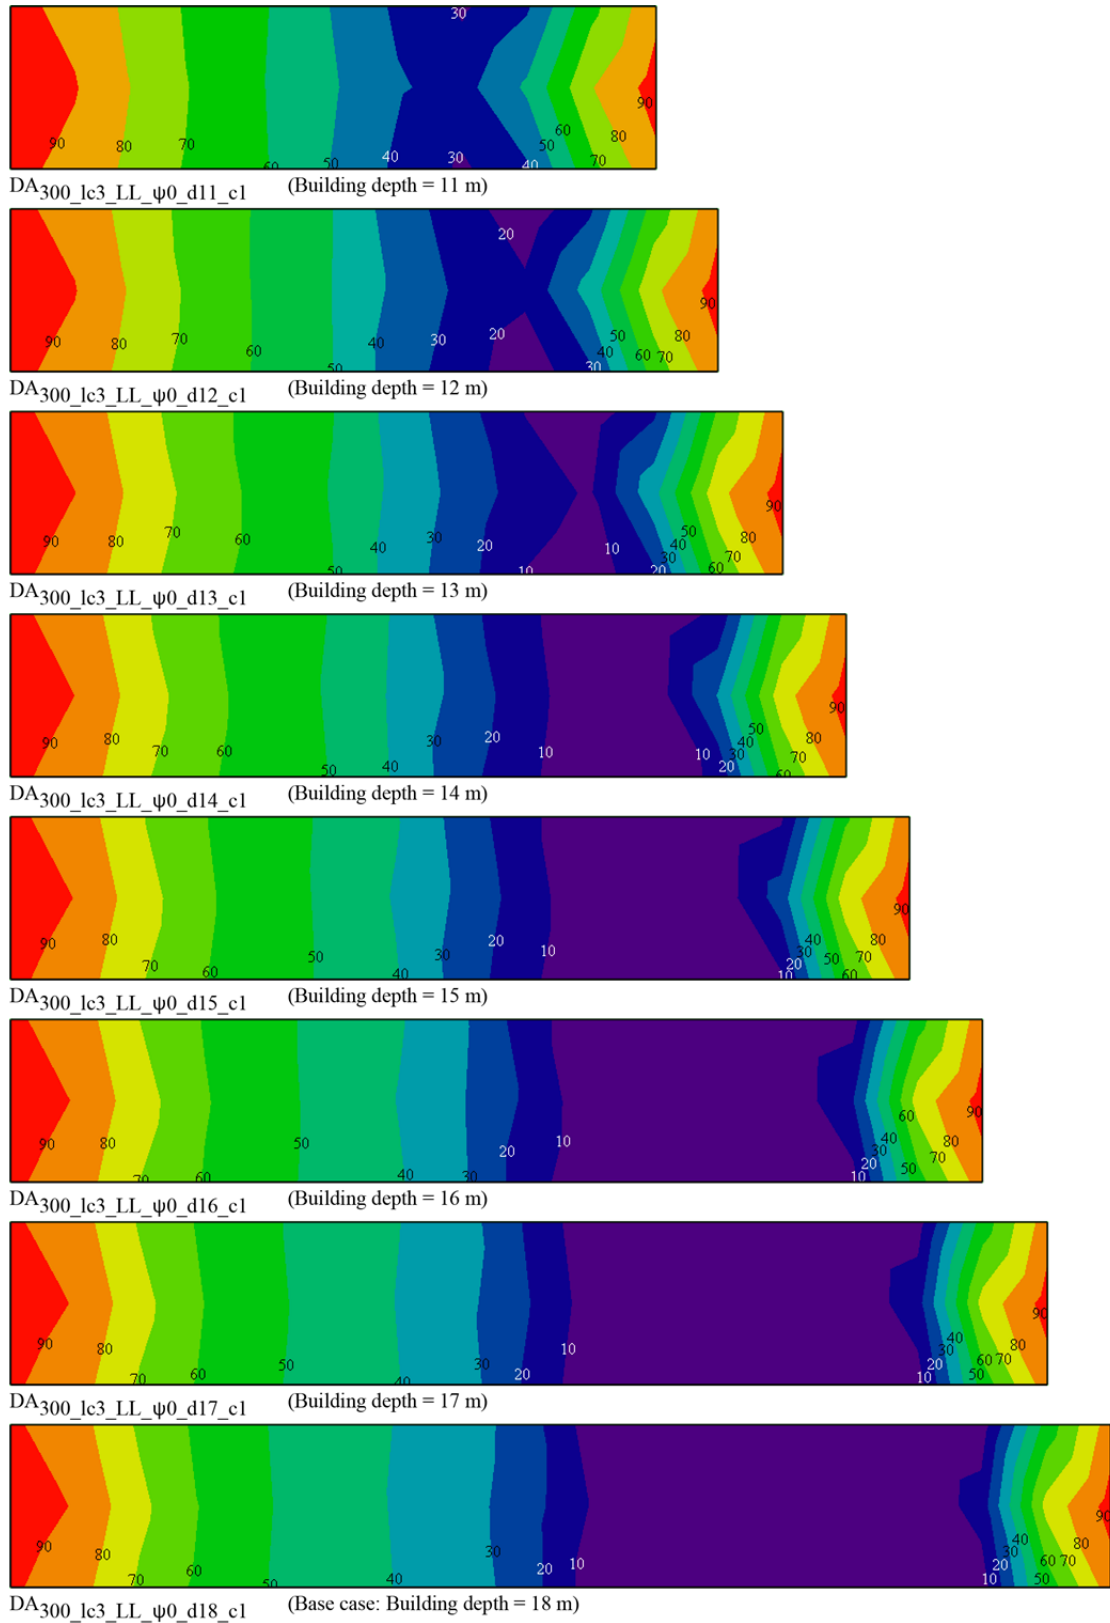 30
90 80 70 60 50 40 30 40 50 60 70 80 90
DA300_lc3_LL_ψ0_d11_c1 (Building depth = 11 m)
20
90 80 70 60 50 40 30 20 30 40 50 60 70 80 90
DA300_lc3_LL_ψ0_d12_c1 (Building depth = 12 m)
90 80 70 60 50 40 30 20 10 10 20 30 40 50 60 70 80 90
DA300_lc3_LL_ψ0_d13_c1 (Building depth = 13 m)
90 80 70 60 50 40 30 20 10 10 20 30 40 50 60 70 80 90
DA300_lc3_LL_ψ0_d14_c1 (Building depth = 14 m)
90 80 70 60 50 40 30 20 10 10 20 30 40 50 60 70 80 90
DA300_lc3_LL_ψ0_d15_c1 (Building depth = 15 m)
90 80 70 60 50 40 30 20 10 10 20 30 40 50 60 70 80 90
DA300_lc3_LL_ψ0_d16_c1 (Building depth = 16 m)
90 80 70 60 50 40 30 20 10 10 20 30 40 50 60 70 80 90
DA300_lc3_LL_ψ0_d17_c1 (Building depth = 17 m)
90 80 70 60 50 40 30 20 10 10 20 30 40 50 60 70 80 90
DA300_lc3_LL_ψ0_d18_c1 (Base case: Building depth = 18 m)